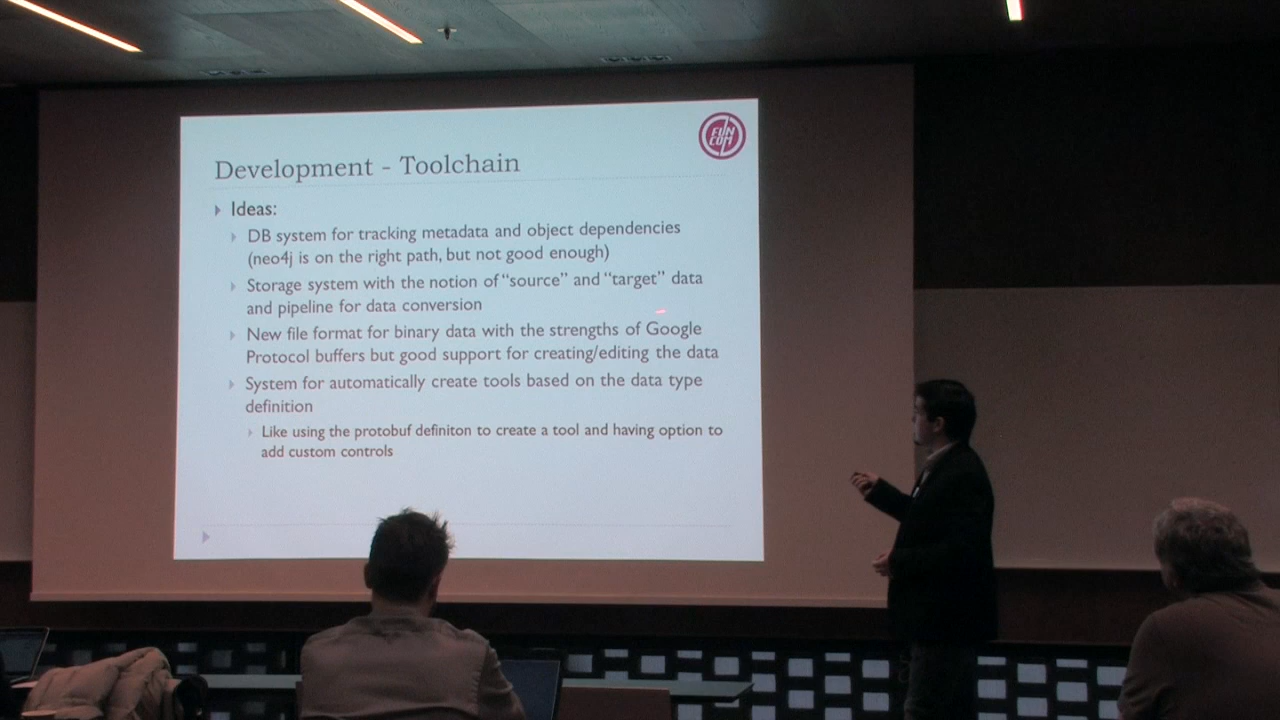 FUN
COM
Development - Toolchain
Ideas:
DB system for tracking metadata and object dependencies
(neo4j is on the right path, but not good enough)
Storage system with the notion of “source” and “target” data
and pipeline for data conversion
New file format for binary data with the strengths of Google
Protocol buffers but good support for creating/editing the data
System for automatically create tools based on the data type
definition
Like using the protobuf definiton to create a tool and having option to
add custom controls